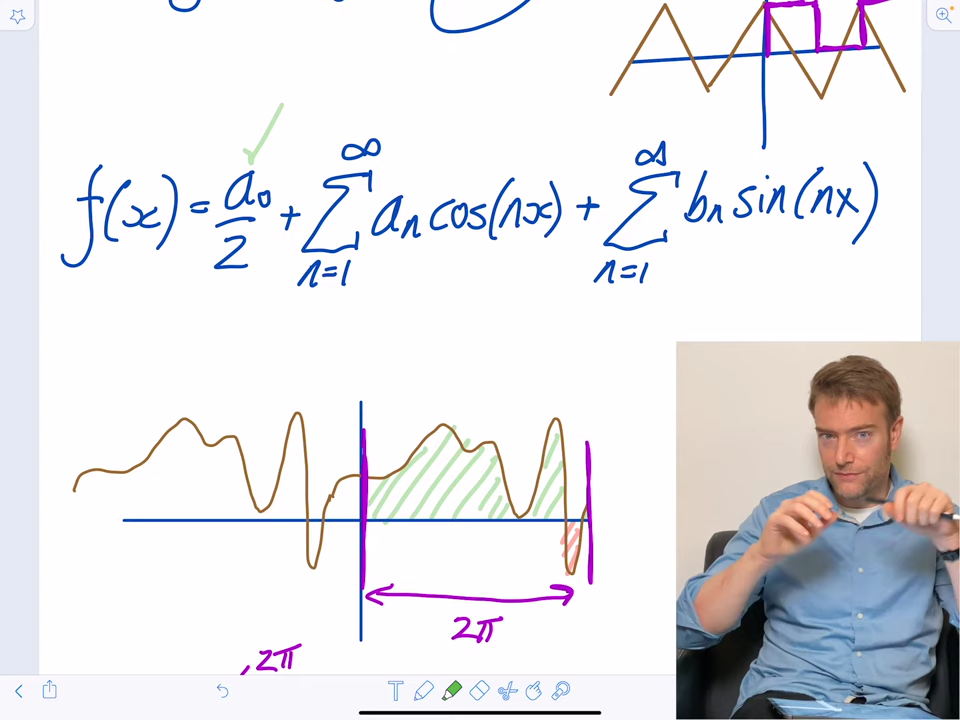 f(x) = a₀/2 + ∞∑n=1 aₙ cos(nx) + ∞∑n=1 bₙ sin(nx)
2π
2π
T